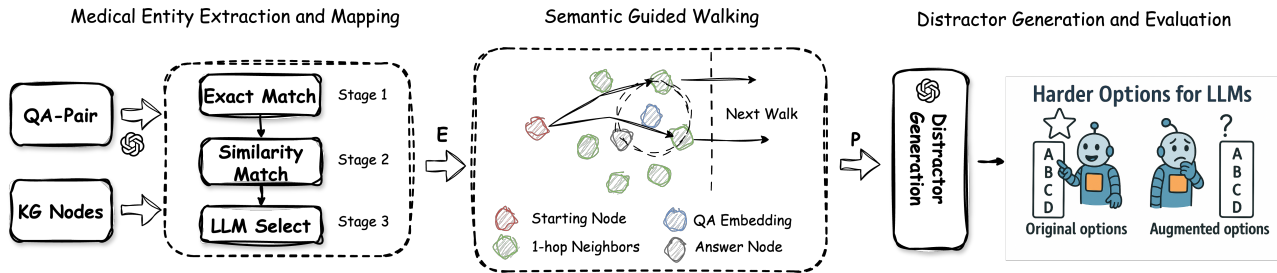 Medical Entity Extraction and Mapping
QA-Pair
KG Nodes
Exact Match
Stage 1
Similarity
Match
Stage 2
LLM Select
Stage 3
E
Semantic Guided Walking
Next Walk
Starting Node
QA Embedding
1-hop Neighbors
Answer Node
P
Distractor Generation and Evaluation
Distractor
Generation
Harder Options for LLMs
?
A
B
C
D
A
B
C
D
Original options
Augmented options